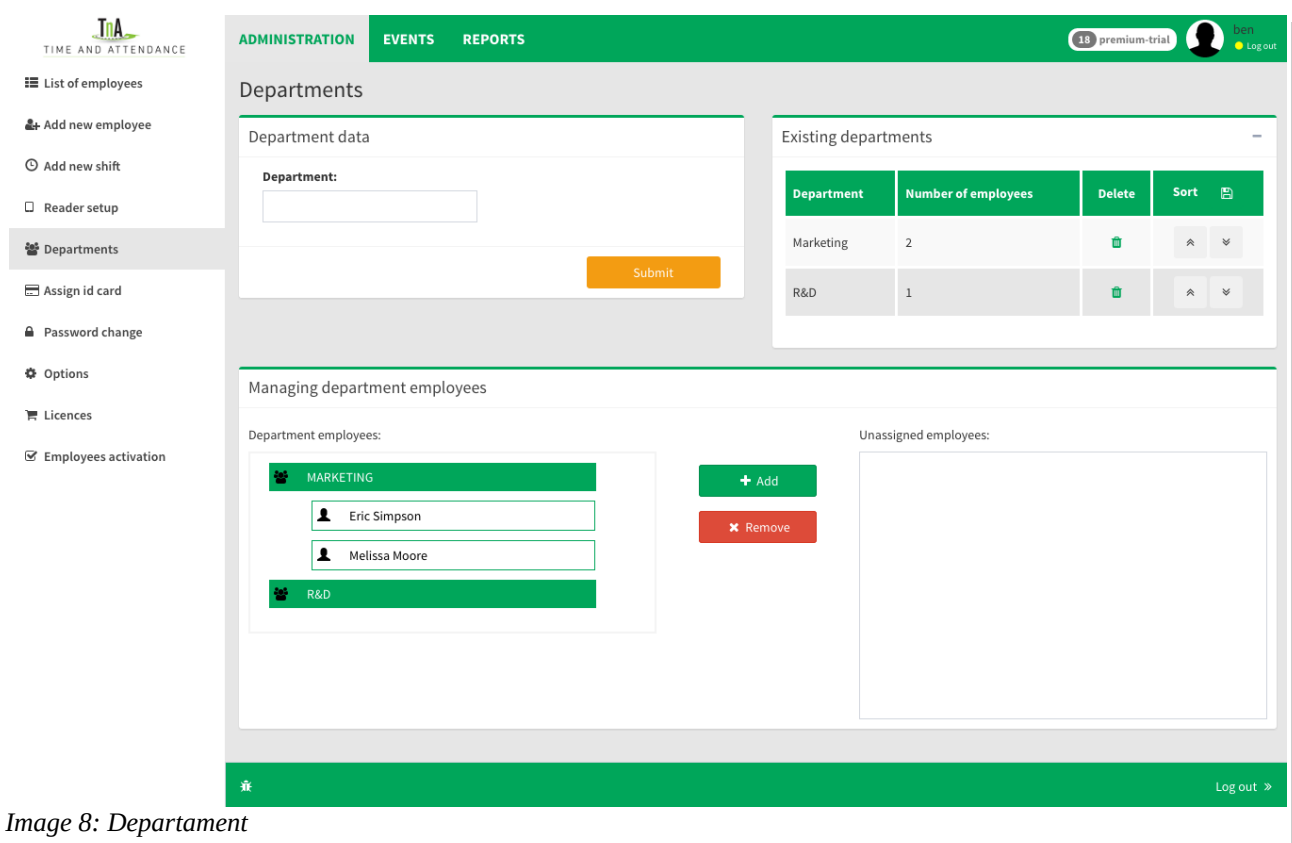 TnA
TIME AND ATTENDANCE
ADMINISTRATION EVENTS REPORTS
18 premium-trial
ben
Log out
List of employees
Add new employee
Add new shift
Reader setup
Departments
Assign id card
Password change
Options
Licences
Employees activation
Departments
Department data
Department:
Submit
Existing departments
Department Number of employees Delete Sort
Marketing 2
R&D 1
Managing department employees
Department employees:
MARKETING
Eric Simpson
Melissa Moore
R&D
Add
Remove
Unassigned employees:
Log out »
Image 8: Departament